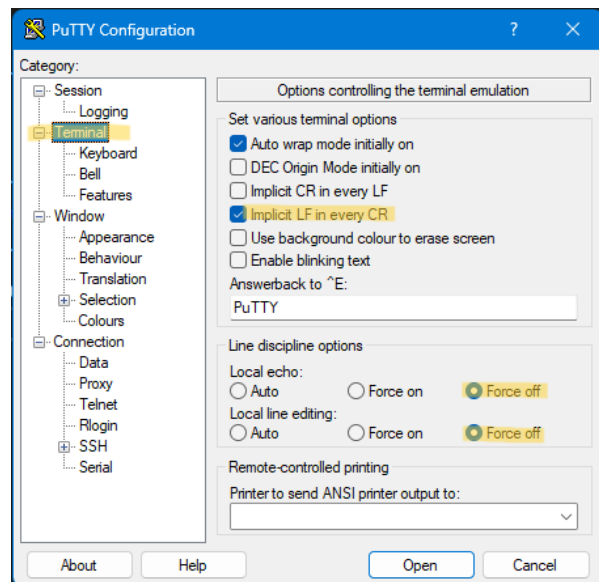 PuTTY Configuration ? ×
Category:
Session
Logging
Terminal
Keyboard
Bell
Features
Window
Appearance
Behaviour
Translation
Selection
Colours
Connection
Data
Proxy
Telnet
Rlogin
SSH
Serial
Options controlling the terminal emulation
Set various terminal options
Auto wrap mode initially on
DEC Origin Mode initially on
Implicit CR in every LF
Implicit LF in every CR
Use background colour to erase screen
Enable blinking text
Answerback to ^E:
PuTTY
Line discipline options
Local echo:
Auto Force on Force off
Local line editing:
Auto Force on Force off
Remote-controlled printing
Printer to send ANSI printer output to:
About Help Open Cancel